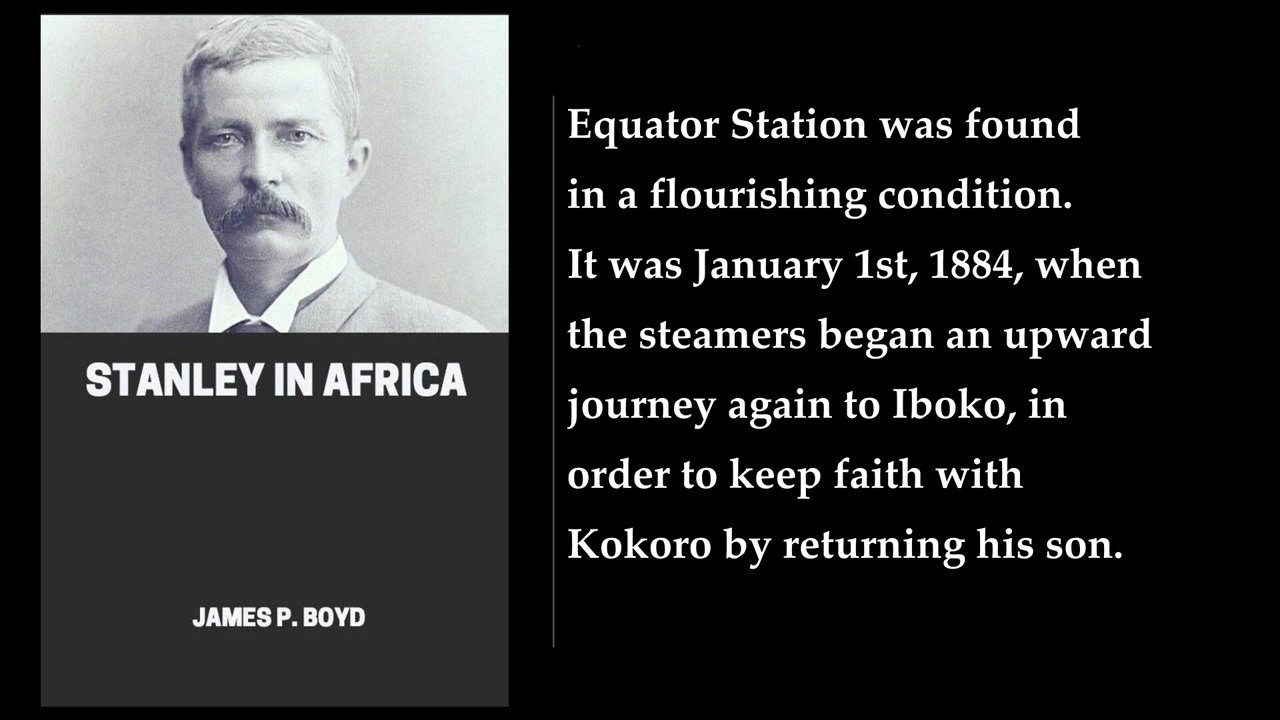 STANLEY IN AFRICA
JAMES P. BOYD
Equator Station was found
in a flourishing condition.
It was January 1st, 1884, when
the steamers began an upward
journey again to Iboko, in
order to keep faith with
Kokoro by returning his son.